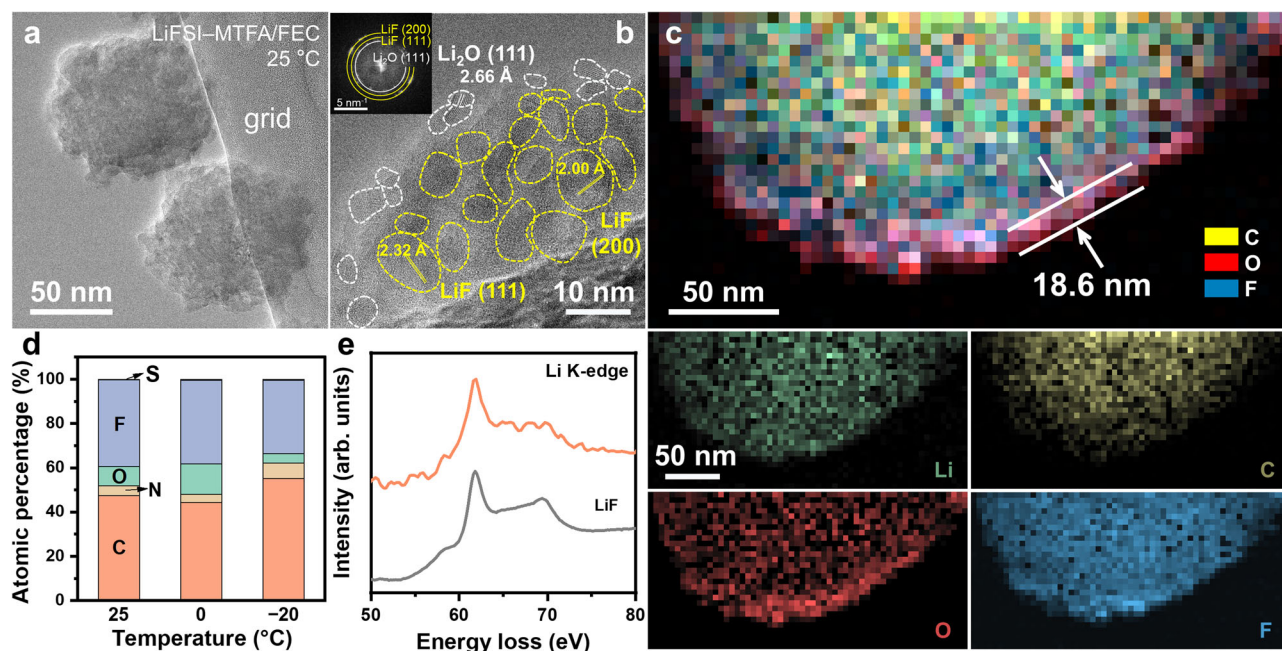 a
LiFSI–MTFA/FEC
25 °C
grid
50 nm
b
LiF (200)
LiF (111)
Li₂O (111)
5 nm⁻¹
Li₂O (111)
2.66 Å
2.00 Å
LiF
(200)
2.32 Å
LiF (111)
10 nm
c
C
O
F
18.6 nm
50 nm
d
Atomic percentage (%)
100
80
60
40
20
0
S
F
O
N
C
25
0
−20
Temperature (°C)
e
Intensity (arb. units)
Li K-edge
LiF
50
60
70
80
Energy loss (eV)
50 nm
Li
C
O
F